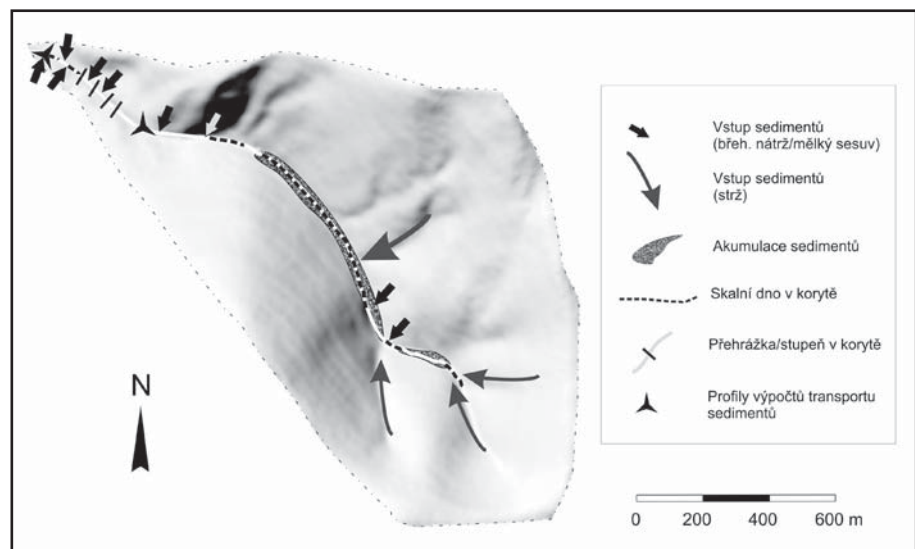 N
Vstup sedimentů
(břeh. nátrž/mělký sesuv)
Vstup sedimentů
(strž)
Akumulace sedimentů
Skalní dno v korytě
Přehrážka/stupeň v korytě
Profily výpočtů transportu
sedimentů
0 200 400 600 m